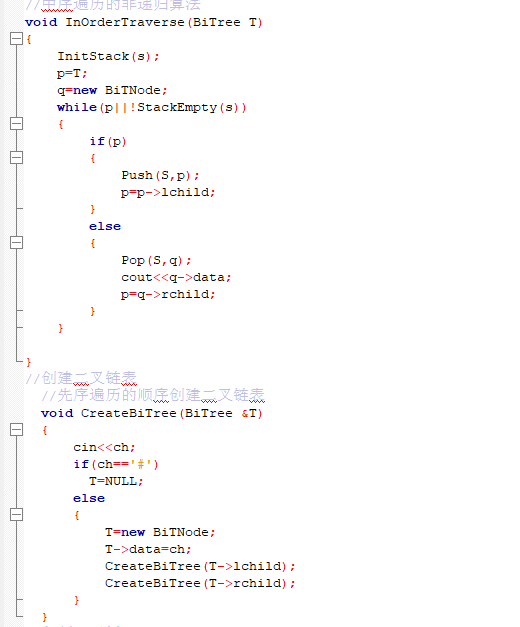 //中序遍历的非递归算法
void InOrderTraverse(BiTree T)
{
InitStack(s);
p=T;
q=new BiTNode;
while(p||!StackEmpty(s))
{
if(p)
{
Push(S,p);
p=p->lchild;
}
else
{
Pop(S,q);
cout<<q->data;
p=q->rchild;
}
}
}
//创建二叉链表
//先序遍历的顺序创建二叉链表
void CreateBiTree(BiTree &T)
{
cin<<ch;
if(ch=='#')
T=NULL;
else
{
T=new BiTNode;
T->data=ch;
CreateBiTree(T->lchild);
CreateBiTree(T->rchild);
}
}